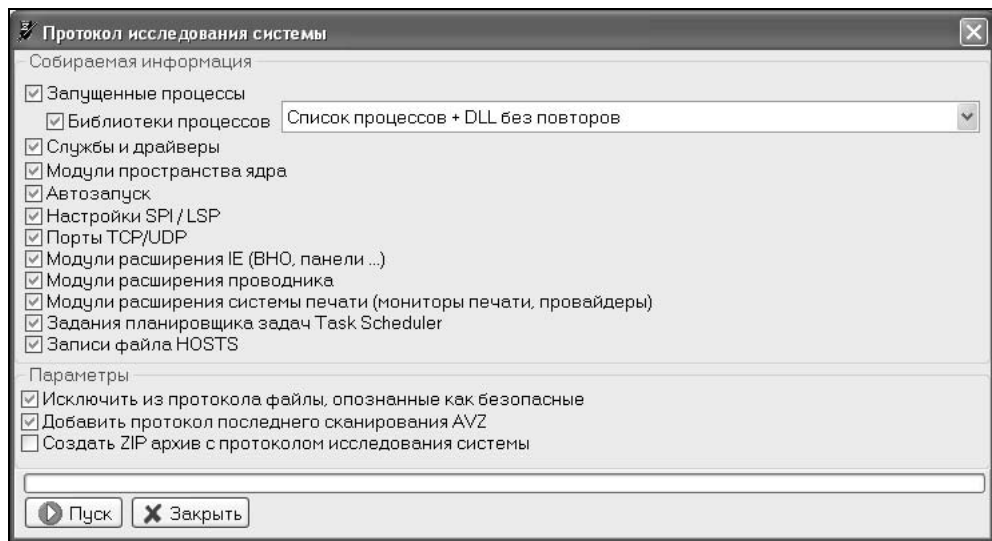 Протокол исследования системы
Собираемая информация
Запущенные процессы
Библиотеки процессов Список процессов + DLL без повторов
Службы и драйверы
Модули пространства ядра
Автозапуск
Настройки SPI / LSP
Порты TCP/UDP
Модули расширения IE (BHO, панели ...)
Модули расширения проводника
Модули расширения системы печати (мониторы печати, провайдеры)
Задания планировщика задач Task Scheduler
Записи файла HOSTS
Параметры
Исключить из протокола файлы, опознанные как безопасные
Добавить протокол последнего сканирования AVZ
Создать ZIP архив с протоколом исследования системы
Пуск Закрыть